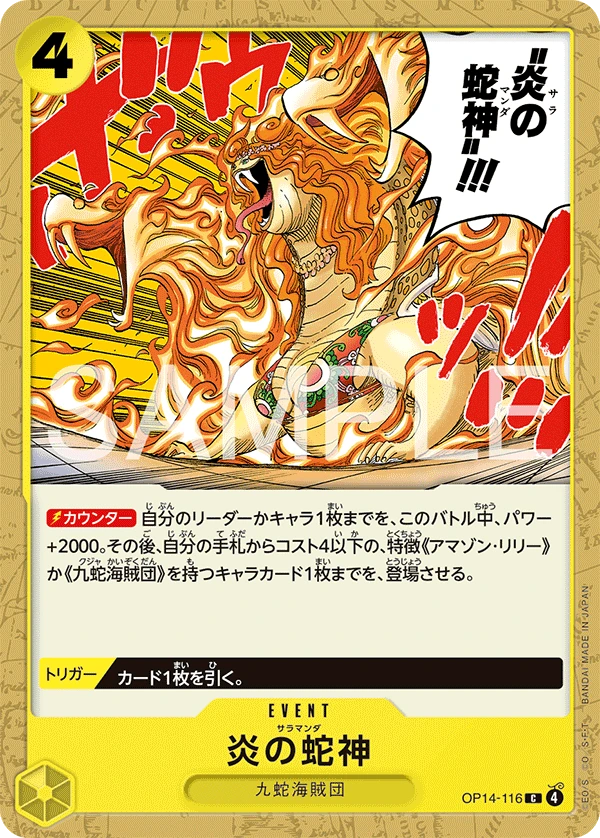 4
"炎の
サラ
蛇神"!!!
マンダ
SAMPLE
カウンター 自分のリーダーかキャラ1枚までを、このバトル中、パワー
+2000。その後、自分の手札からコスト4以下の、特徴《アマゾン・リリー》
か《九蛇海賊団》を持つキャラカード1枚までを、登場させる。
トリガー カード1枚を引く。
EVENT
サラマンダ
炎の蛇神
九蛇海賊団
OP14-116 C 4
BANDAI MADE IN JAPAN